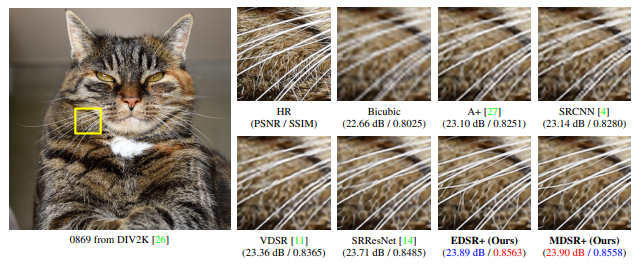 HR
(PSNR / SSIM)
Bicubic
(22.66 dB / 0.8025)
A+ [27]
(23.10 dB / 0.8251)
SRCNN [4]
(23.14 dB / 0.8280)
0869 from DIV2K [26]
VDSR [11]
(23.36 dB / 0.8365)
SRResNet [14]
(23.71 dB / 0.8485)
EDSR+ (Ours)
(23.89 dB / 0.8563)
MDSR+ (Ours)
(23.90 dB / 0.8558)